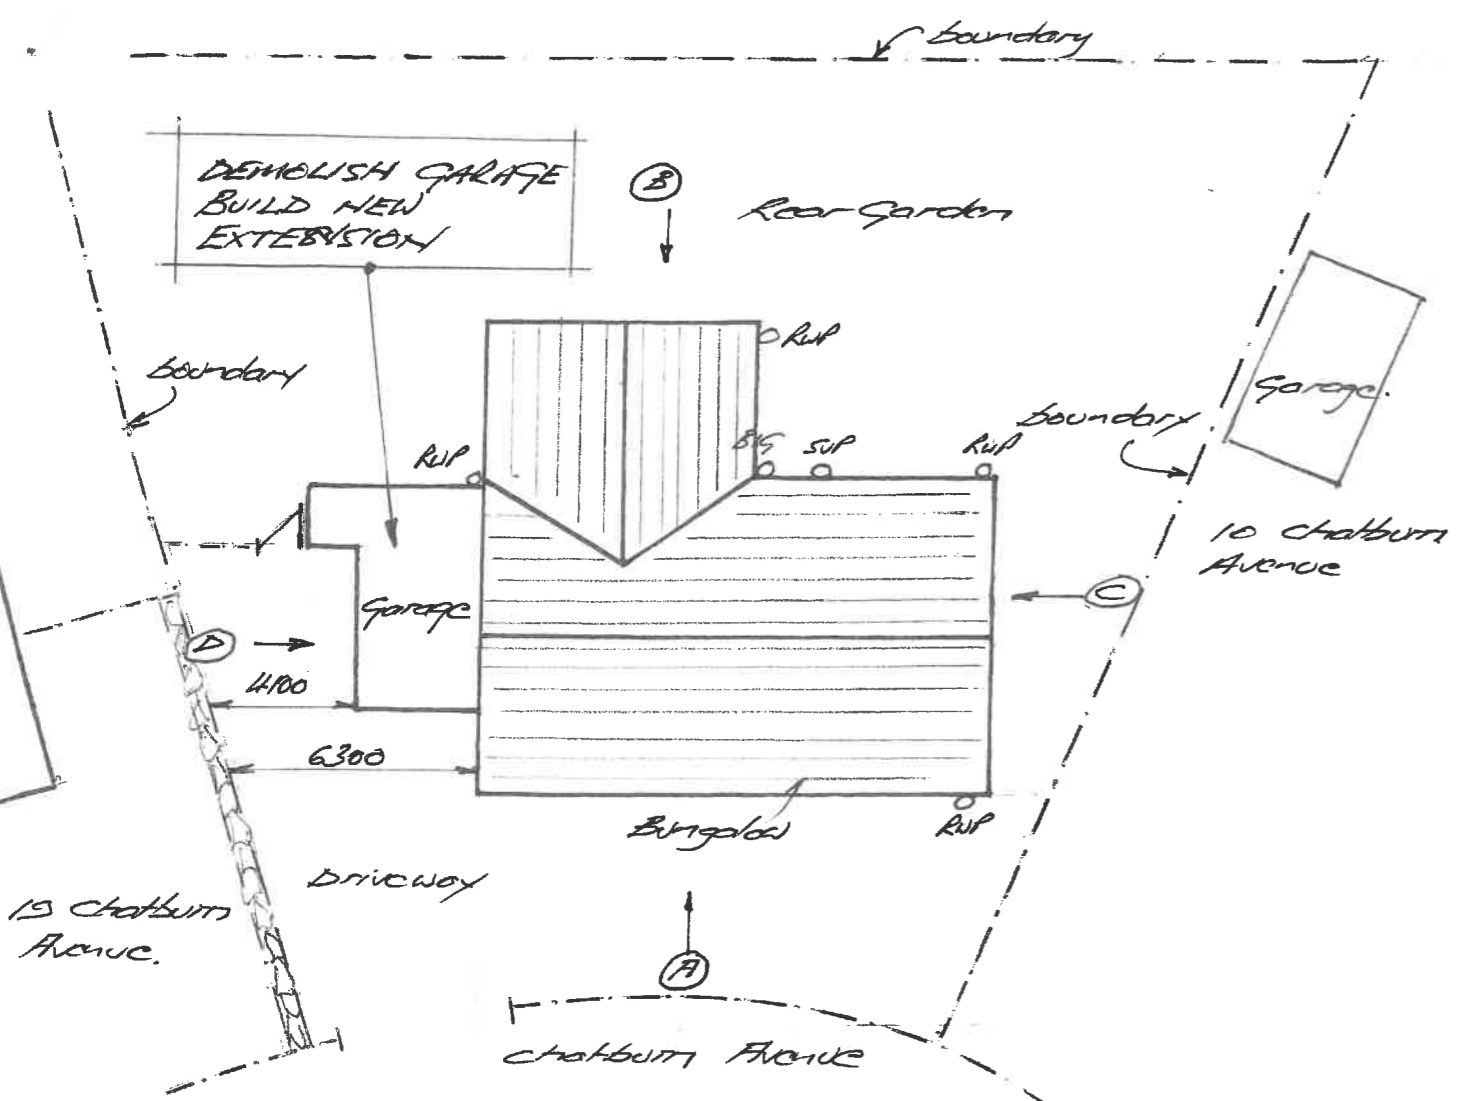 boundary
DEMOLISH GARAGE
BUILD NEW
EXTENSION
B
Rear Garden
RWP
boundary
Garage.
boundary
RWP
BIG
SVP
RWP
10 Chatburn
Avenue
C
Garage
D
4100
6300
Bungalow
RWP
Driveway
19 Chatburn
Avenue.
A
Chatburn Avenue